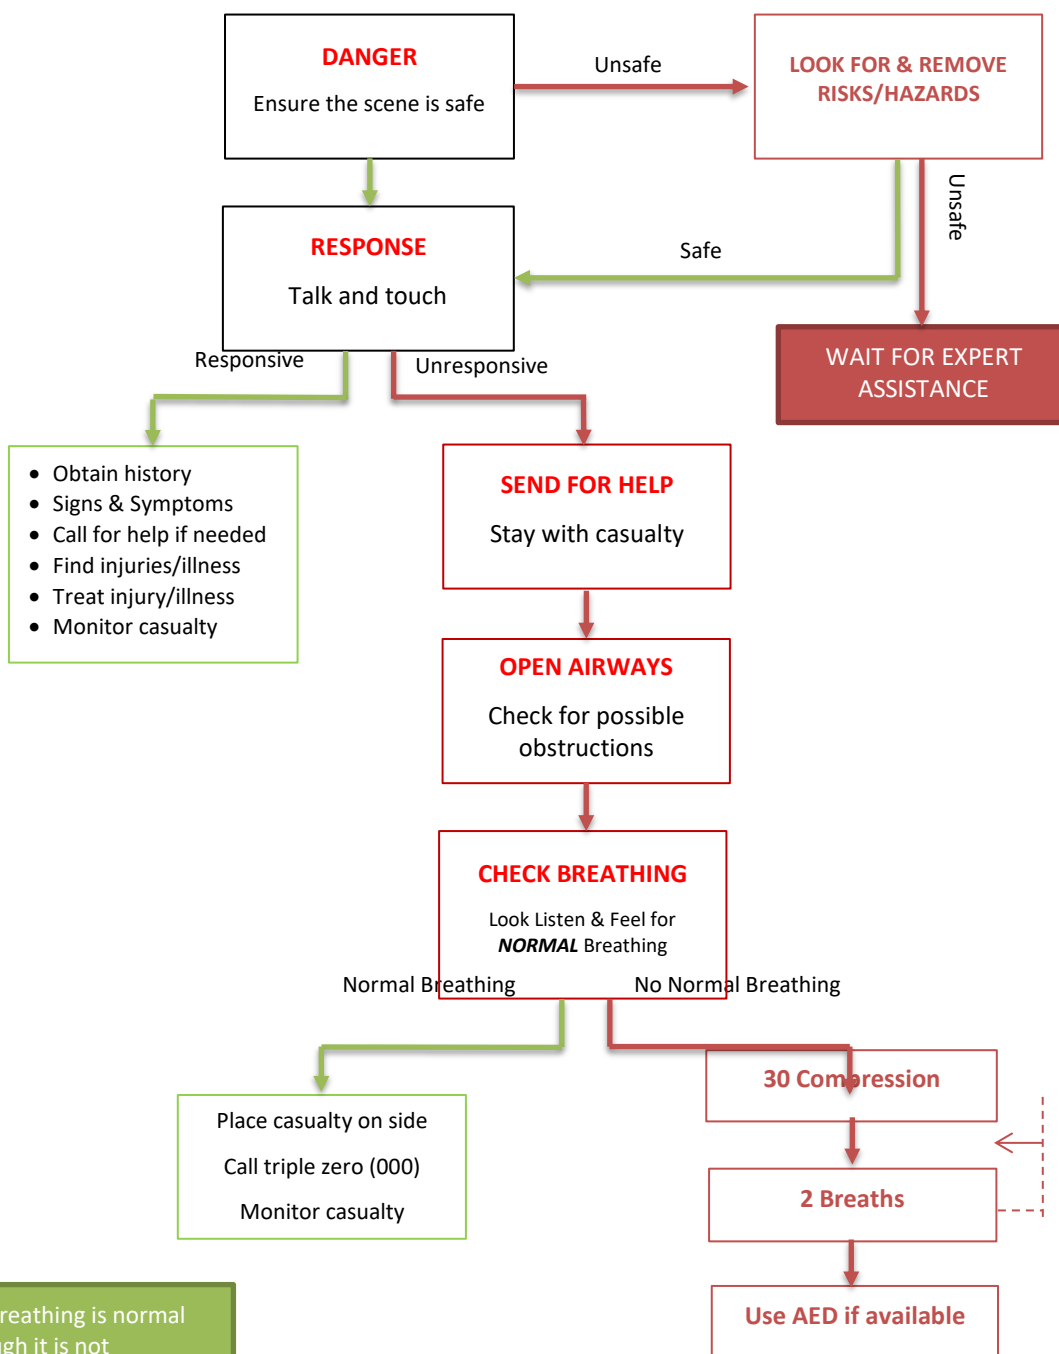 DANGER
Ensure the scene is safe
Unsafe
LOOK FOR & REMOVE
RISKS/HAZARDS
Unsafe
RESPONSE
Talk and touch
Safe
WAIT FOR EXPERT
ASSISTANCE
Responsive
Unresponsive
• Obtain history
• Signs & Symptoms
• Call for help if needed
• Find injuries/illness
• Treat injury/illness
• Monitor casualty
SEND FOR HELP
Stay with casualty
OPEN AIRWAYS
Check for possible
obstructions
CHECK BREATHING
Look Listen & Feel for
NORMAL Breathing
Normal Breathing
No Normal Breathing
Place casualty on side
Call triple zero (000)
Monitor casualty
30 Compression
2 Breaths
Use AED if available
breathing is normal
it is not